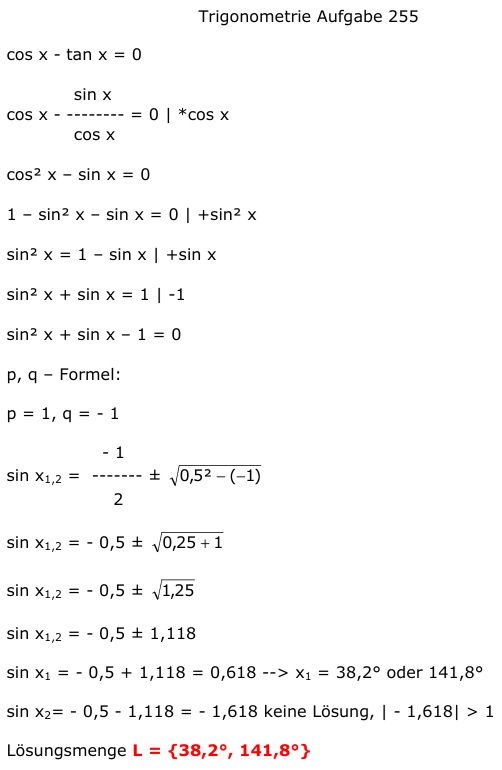 Trigonometrie Aufgabe 255
cos x - tan x = 0
sin x
cos x - -------- = 0 | *cos x
cos x
cos² x – sin x = 0
1 – sin² x – sin x = 0 | +sin² x
sin² x = 1 – sin x | +sin x
sin² x + sin x = 1 | -1
sin² x + sin x – 1 = 0
p, q – Formel:
p = 1, q = - 1
- 1
sin x₁,₂ = ------- ± √0,5² – (–1)
2
sin x₁,₂ = - 0,5 ± √0,25 + 1
sin x₁,₂ = - 0,5 ± √1,25
sin x₁,₂ = - 0,5 ± 1,118
sin x₁ = - 0,5 + 1,118 = 0,618 --> x₁ = 38,2° oder 141,8°
sin x₂= - 0,5 - 1,118 = - 1,618 keine Lösung, | - 1,618| > 1
Lösungsmenge L = {38,2°, 141,8°}